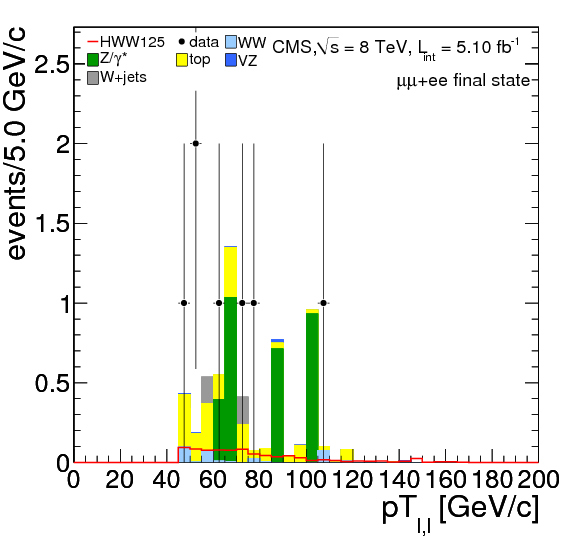 HWW125 data WW CMS,√s = 8 TeV, L_int = 5.10 fb⁻¹
Z/γ* top VZ
W+jets μμ+ee final state
events/5.0 GeV/c
2.5
2
1.5
1
0.5
0
0 20 40 60 80 100 120 140 160 180 200
pT_l,l [GeV/c]